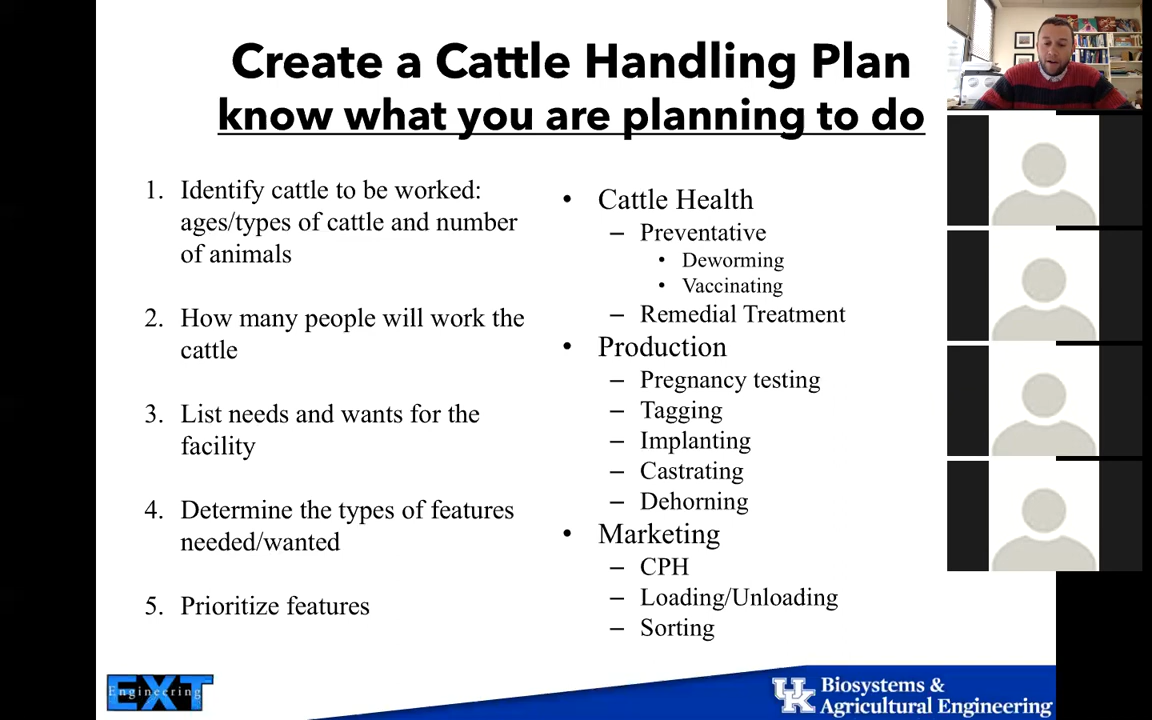 Create a Cattle Handling Plan
know what you are planning to do
1. Identify cattle to be worked:
ages/types of cattle and number
of animals
2. How many people will work the
cattle
3. List needs and wants for the
facility
4. Determine the types of features
needed/wanted
5. Prioritize features
• Cattle Health
– Preventative
• Deworming
• Vaccinating
– Remedial Treatment
• Production
– Pregnancy testing
– Tagging
– Implanting
– Castrating
– Dehorning
• Marketing
– CPH
– Loading/Unloading
– Sorting
EXT
Engineering
UK
Biosystems &
Agricultural Engineering